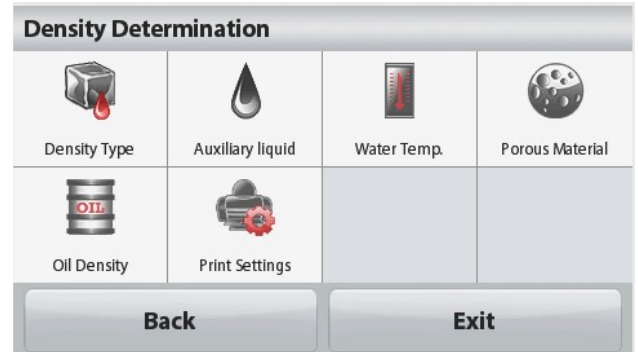 Density Determination
Density Type
Auxiliary liquid
Water Temp.
Porous Material
OIL
Oil Density
Print Settings
Back
Exit